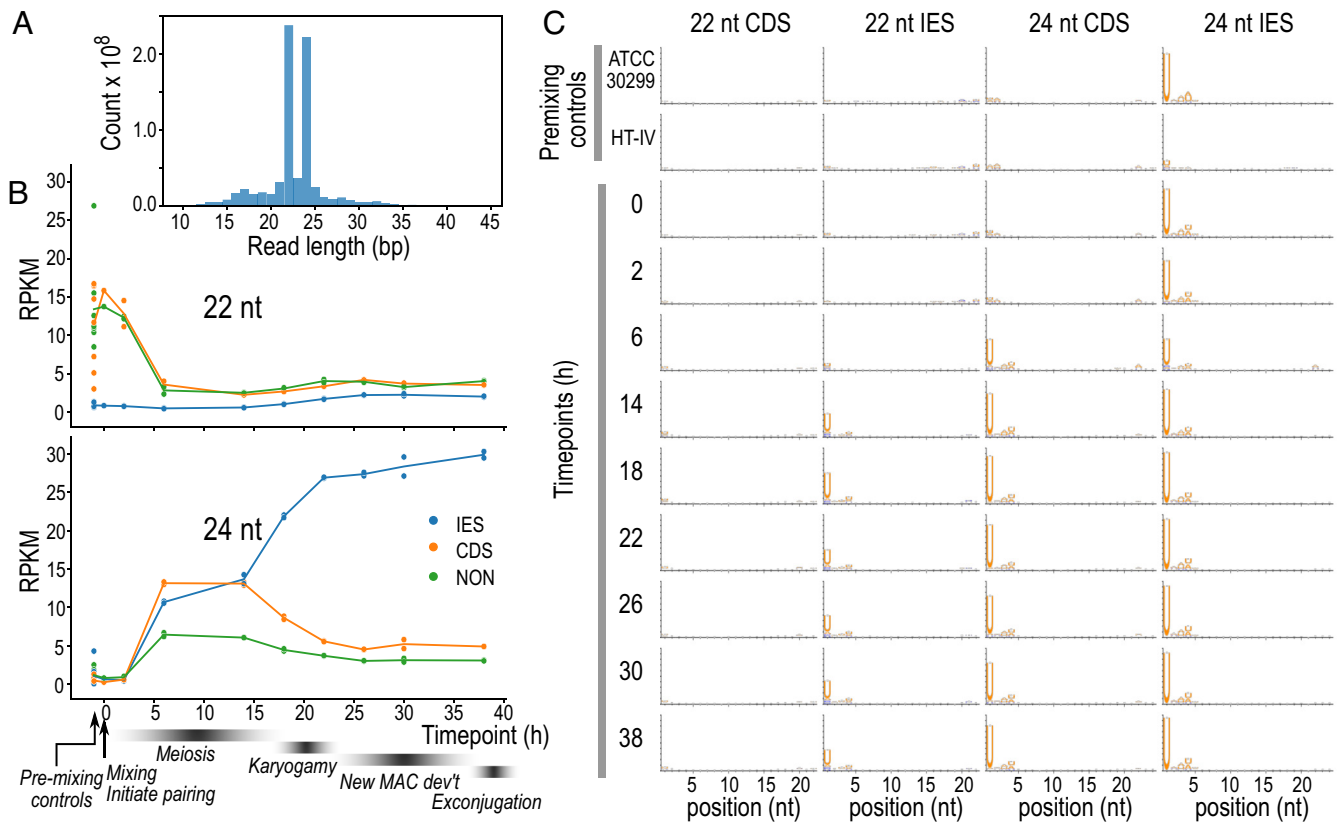 A
Count x 10⁸
2.0
1.0
0.0
10 15 20 25 30 35 40 45
Read length (bp)
B
RPKM
30
25
20
15
10
5
0
22 nt
RPKM
30
25
20
15
10
5
0
24 nt
IES
CDS
NON
0 5 10 15 20 25 30 35 40
Timepoint (h)
Meiosis
Karyogamy
New MAC dev't
Exconjugation
Pre-mixing
controls
Mixing
Initiate pairing
C
22 nt CDS 22 nt IES 24 nt CDS 24 nt IES
Premixing
controls
ATCC
30299
HT-IV
Timepoints (h)
0
2
6
14
18
22
26
30
38
5 10 15 20 5 10 15 20 5 10 15 20 5 10 15 20
position (nt) position (nt) position (nt) position (nt)